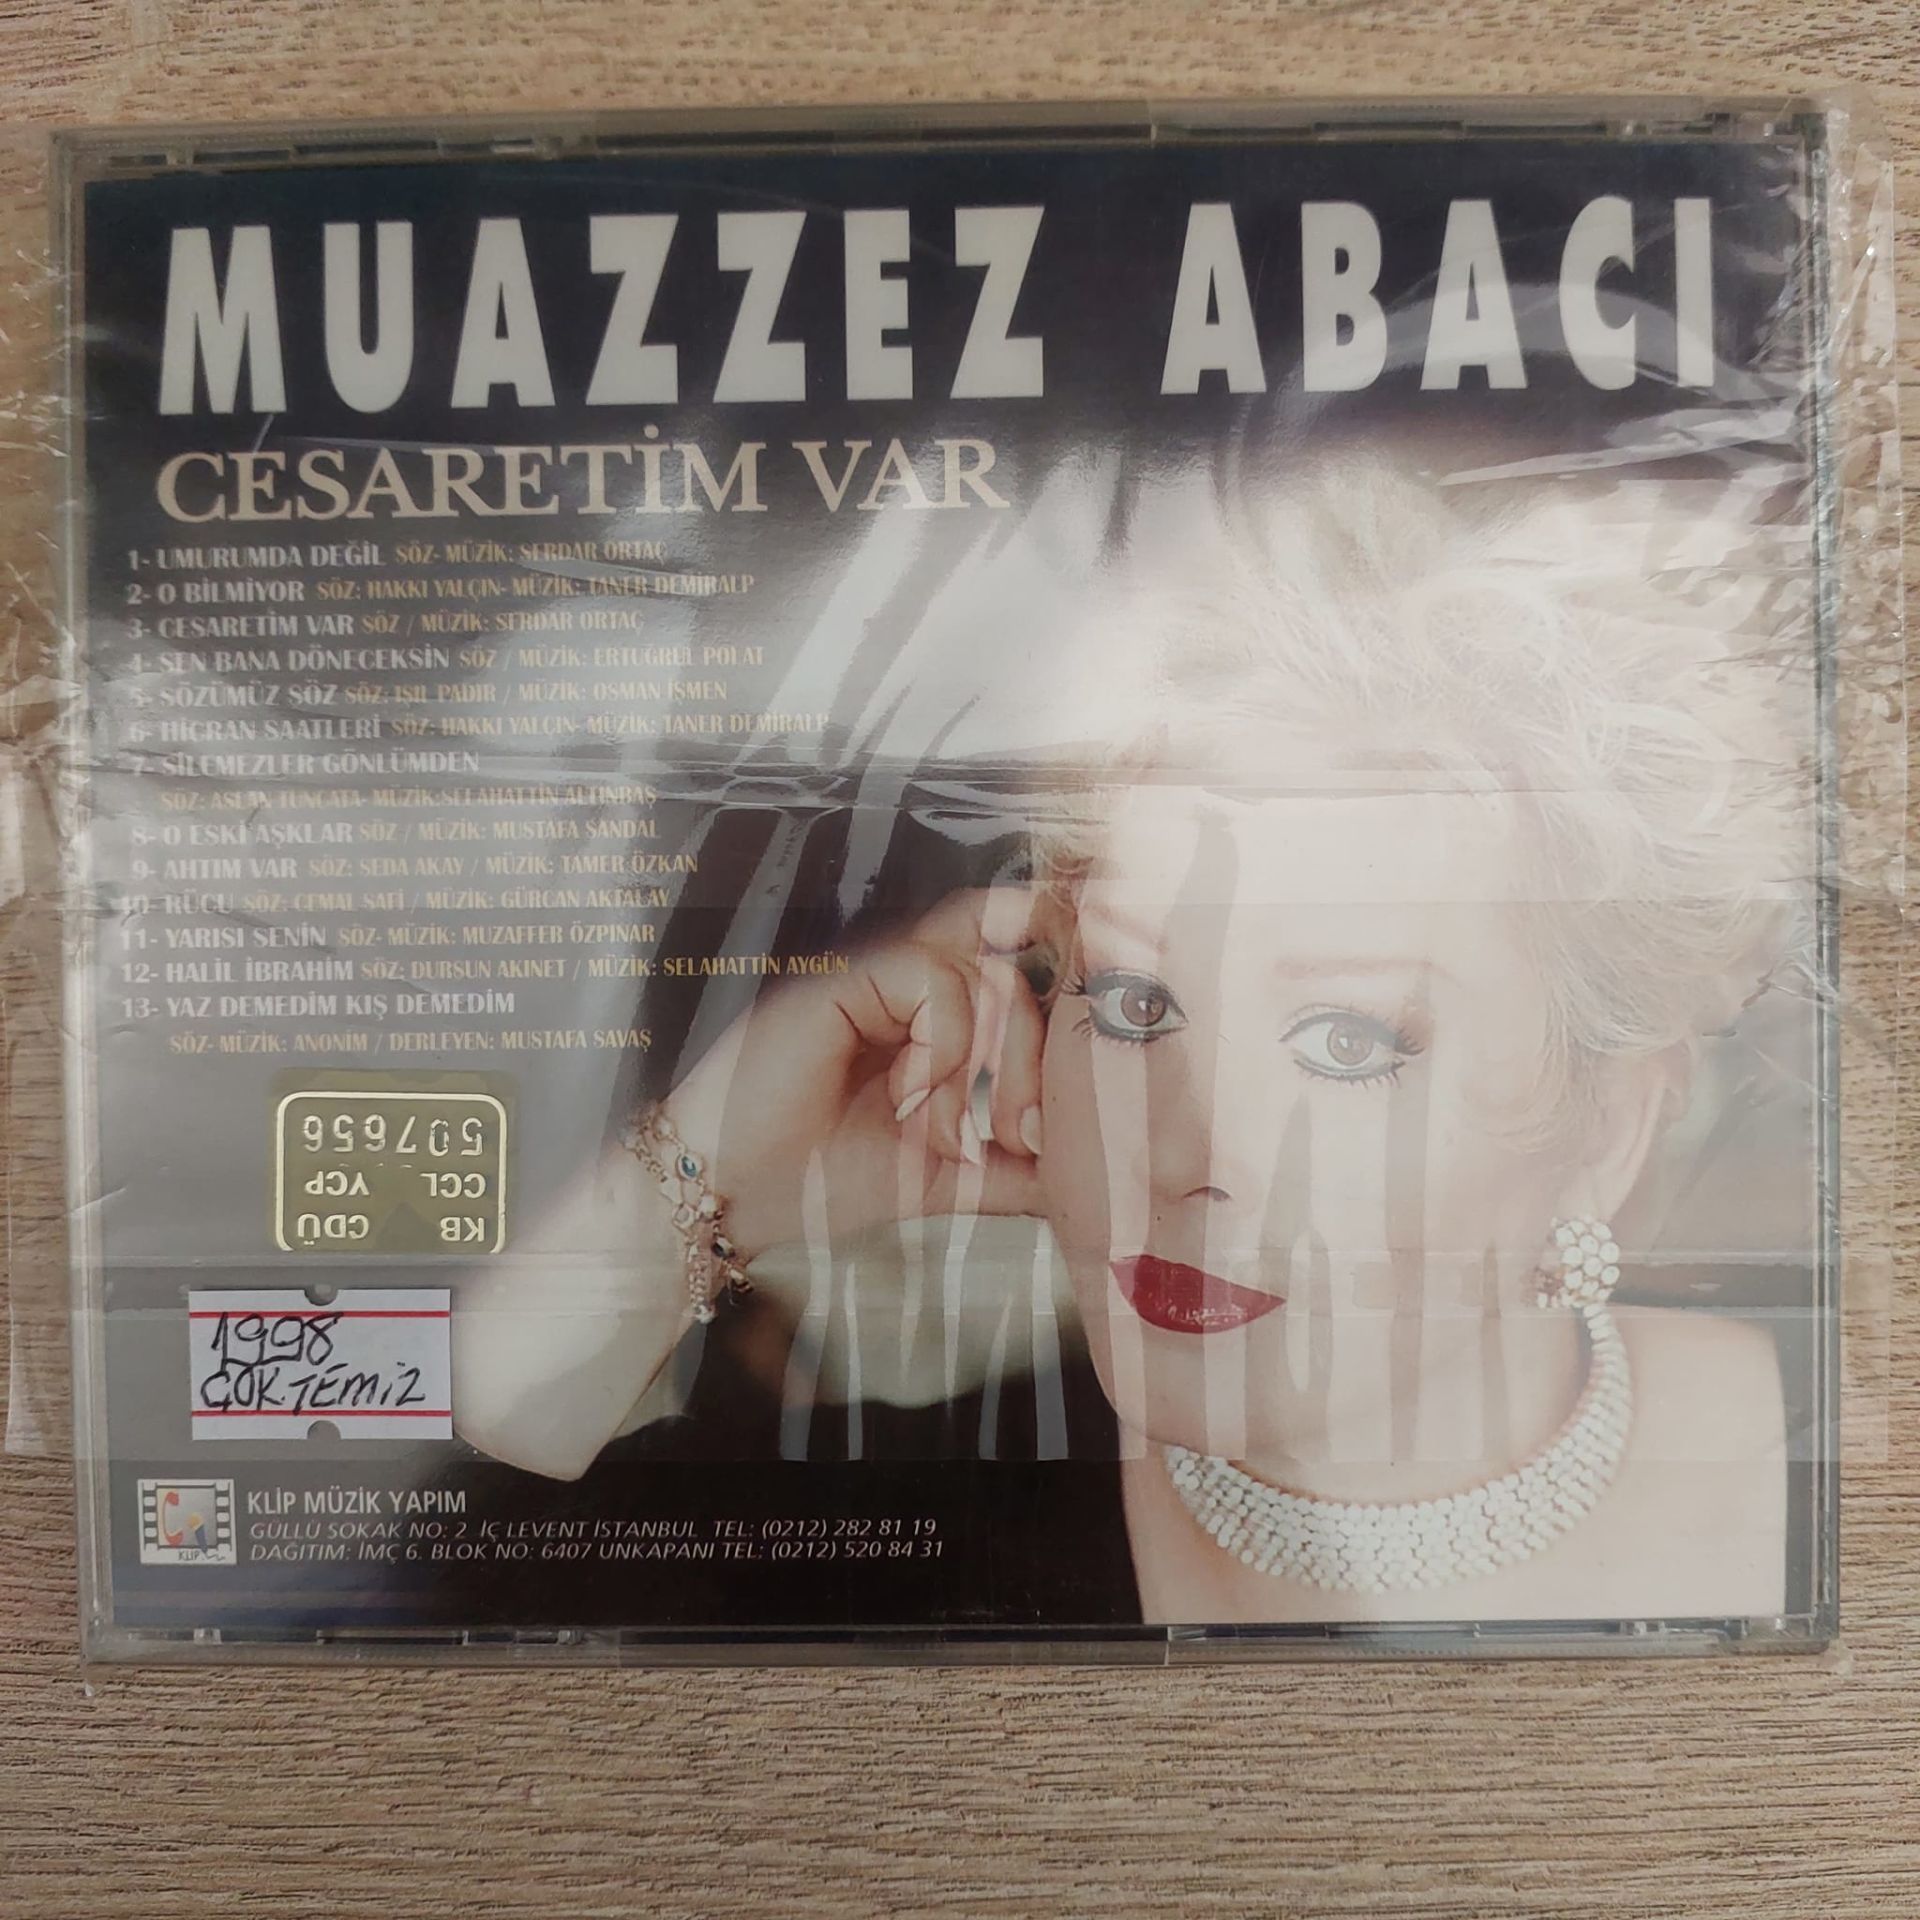 MUAZZEZ ABACI
CESARETİM VAR
1- UMURUMDA DEĞİL SÖZ- MÜZİK: SERDAR ORTAÇ
2- O BİLMİYOR SÖZ: HAKKI YALÇIN- MÜZİK: TANER DEMİRALP
3- CESARETİM VAR SÖZ / MÜZİK: SERDAR ORTAÇ
4- SEN BANA DÖNECEKSİN SÖZ / MÜZİK: ERTUĞRUL POLAT
5- SÖZÜMÜZ SÖZ SÖZ: IŞIL PADIR / MÜZİK: OSMAN İŞMEN
6- HİCRAN SAATLERİ SÖZ: HAKKI YALÇIN- MÜZİK: TANER DEMİRALP
7- SİLEMEZLER GÖNLÜMDEN
SÖZ: ASLAN TUNCATA- MÜZİK:SELAHATTİN ALTINBAŞ
8- O ESKİ AŞKLAR SÖZ / MÜZİK: MUSTAFA SANDAL
9- AHTIM VAR SÖZ: SEDA AKAY / MÜZİK: TAMER ÖZKAN
10- RÜCU SÖZ: CEMAL SAFİ / MÜZİK: GÜRCAN AKTALAY
11- YARISI SENİN SÖZ- MÜZİK: MUZAFFER ÖZPINAR
12- HALİL İBRAHİM SÖZ: DURSUN AKINET / MÜZİK: SELAHATTİN AYGÜN
13- YAZ DEMEDİM KIŞ DEMEDİM
SÖZ- MÜZİK: ANONİM / DERLEYEN: MUSTAFA SAVAŞ
KB CDÜ
CCL YCP
507656
1998
ÇOK TEMİZ
KLİP
KLİP MÜZİK YAPIM
GÜLLÜ SOKAK NO: 2 İÇ LEVENT İSTANBUL TEL: (0212) 282 81 19
DAĞITIM: İMÇ 6. BLOK NO: 6407 UNKAPANI TEL: (0212) 520 84 31